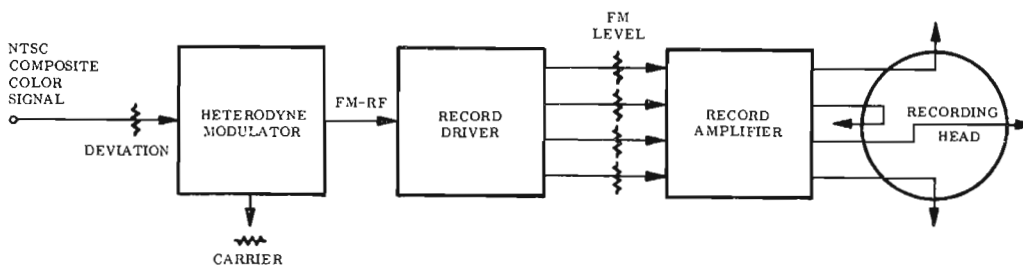 NTSC
COMPOSITE
COLOR
SIGNAL
DEVIATION
HETERODYNE
MODULATOR
CARRIER
FM-RF
RECORD
DRIVER
FM
LEVEL
RECORD
AMPLIFIER
RECORDING
HEAD